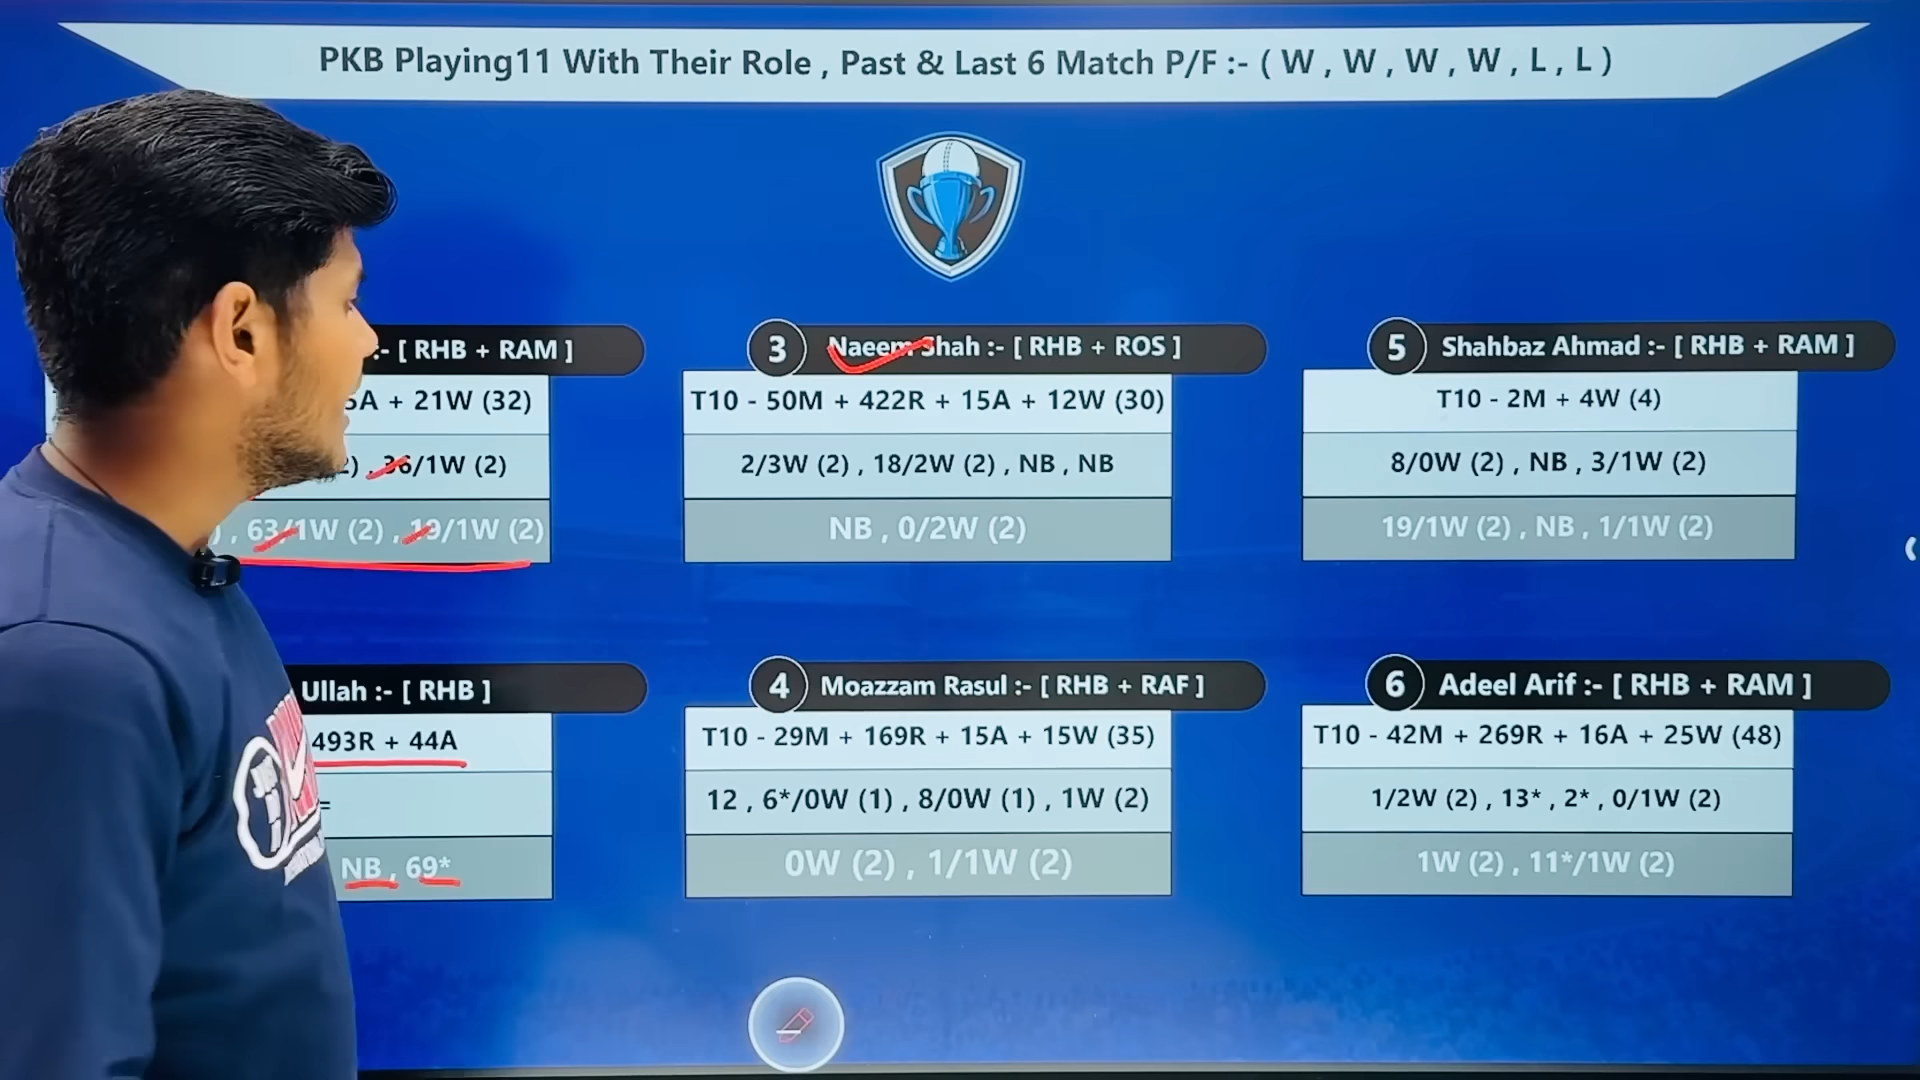 PKB Playing11 With Their Role , Past & Last 6 Match P/F :- ( W , W , W , W , L , L )
:- [ RHB + RAM ]
5A + 21W (32)
36/1W (2)
, 63/1W (2) , 19/1W (2)
Ullah :- [ RHB ]
493R + 44A
=
NB , 69*
3 Naeem Shah :- [ RHB + ROS ]
T10 - 50M + 422R + 15A + 12W (30)
2/3W (2) , 18/2W (2) , NB , NB
NB , 0/2W (2)
4 Moazzam Rasul :- [ RHB + RAF ]
T10 - 29M + 169R + 15A + 15W (35)
12 , 6*/0W (1) , 8/0W (1) , 1W (2)
0W (2) , 1/1W (2)
5 Shahbaz Ahmad :- [ RHB + RAM ]
T10 - 2M + 4W (4)
8/0W (2) , NB , 3/1W (2)
19/1W (2) , NB , 1/1W (2)
6 Adeel Arif :- [ RHB + RAM ]
T10 - 42M + 269R + 16A + 25W (48)
1/2W (2) , 13* , 2* , 0/1W (2)
1W (2) , 11*/1W (2)